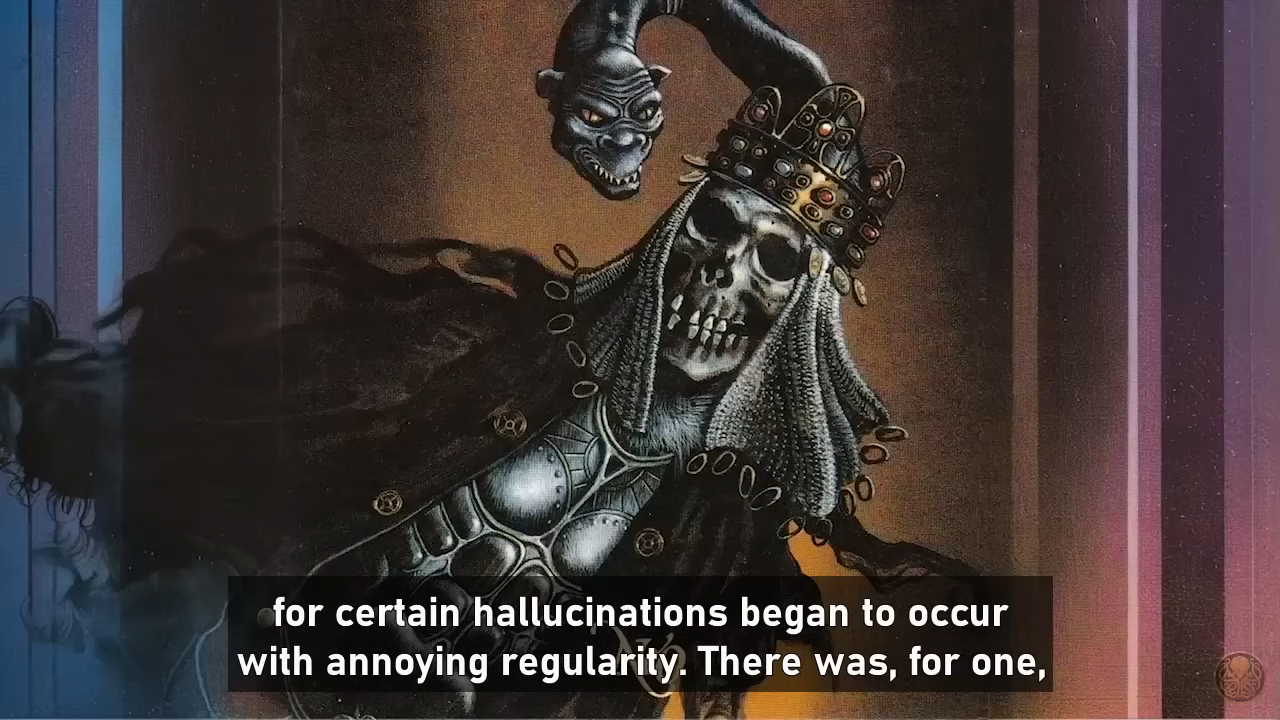 for certain hallucinations began to occur
with annoying regularity. There was, for one,